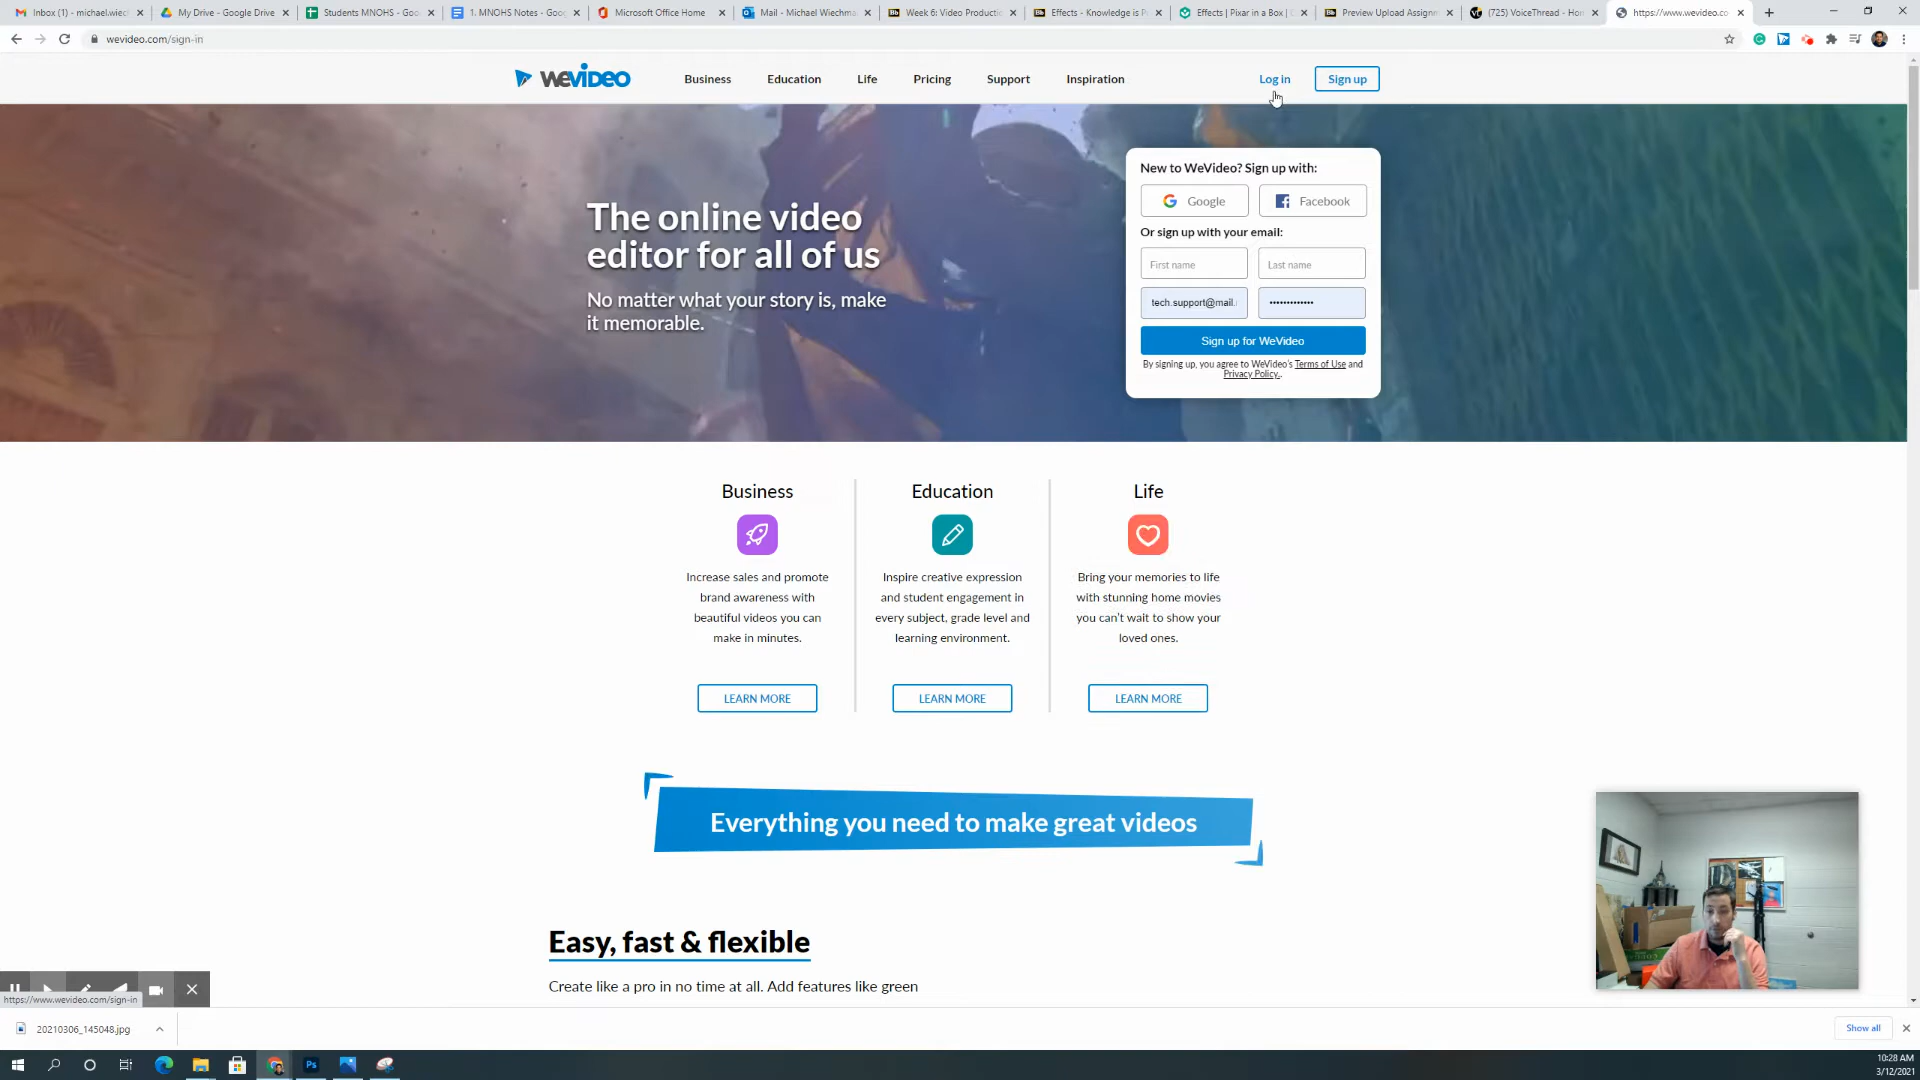 Inbox (1) - michael.wiec
My Drive - Google Drive
Students MNOHS - Goo
1. MNOHS Notes - Goog
Microsoft Office Home
Mail - Michael Wiechma
Week 6: Video Producti
Effects - Knowledge is P
Effects | Pixar in a Box |
Preview Upload Assignm
(725) VoiceThread - Hom
https://www.wevideo.co
wevideo.com/sign-in
WEVIDEO
Business
Education
Life
Pricing
Support
Inspiration
Log in
Sign up
The online video
editor for all of us
No matter what your story is, make
it memorable.
New to WeVideo? Sign up with:
Google
Facebook
Or sign up with your email:
First name
Last name
tech.support@mail.
•••••••••••••
Sign up for WeVideo
By signing up, you agree to WeVideo's Terms of Use and
Privacy Policy.
Business
Increase sales and promote
brand awareness with
beautiful videos you can
make in minutes.
LEARN MORE
Education
Inspire creative expression
and student engagement in
every subject, grade level and
learning environment.
LEARN MORE
Life
Bring your memories to life
with stunning home movies
you can't wait to show your
loved ones.
LEARN MORE
Everything you need to make great videos
Easy, fast & flexible
Create like a pro in no time at all. Add features like green
https://www.wevideo.com/sign-in
20210306_145048.jpg
Show all
Ps
10:28 AM
3/12/2021